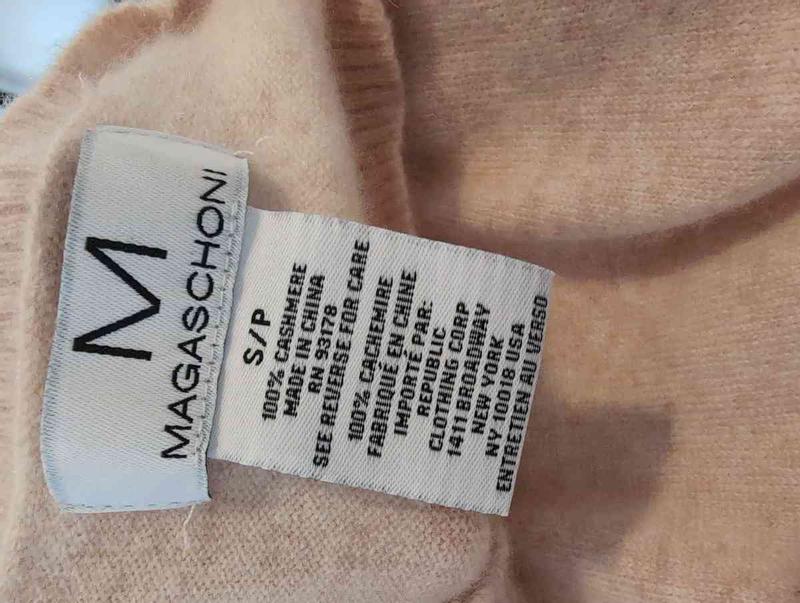 M
MAGASCHONI
S/P
100% CASHMERE
MADE IN CHINA
RN 93178
SEE REVERSE FOR CARE
100% CACHEMIRE
FABRIQUÉ EN CHINE
IMPORTÉ PAR:
REPUBLIC
CLOTHING CORP
1411 BROADWAY
NEW YORK
NY 10018 USA
ENTRETIEN AU VERSO